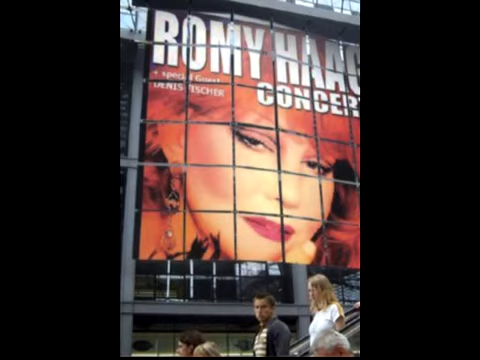 ROMY HAAG
+ special Guest
DENIS FISCHER
CONCERT